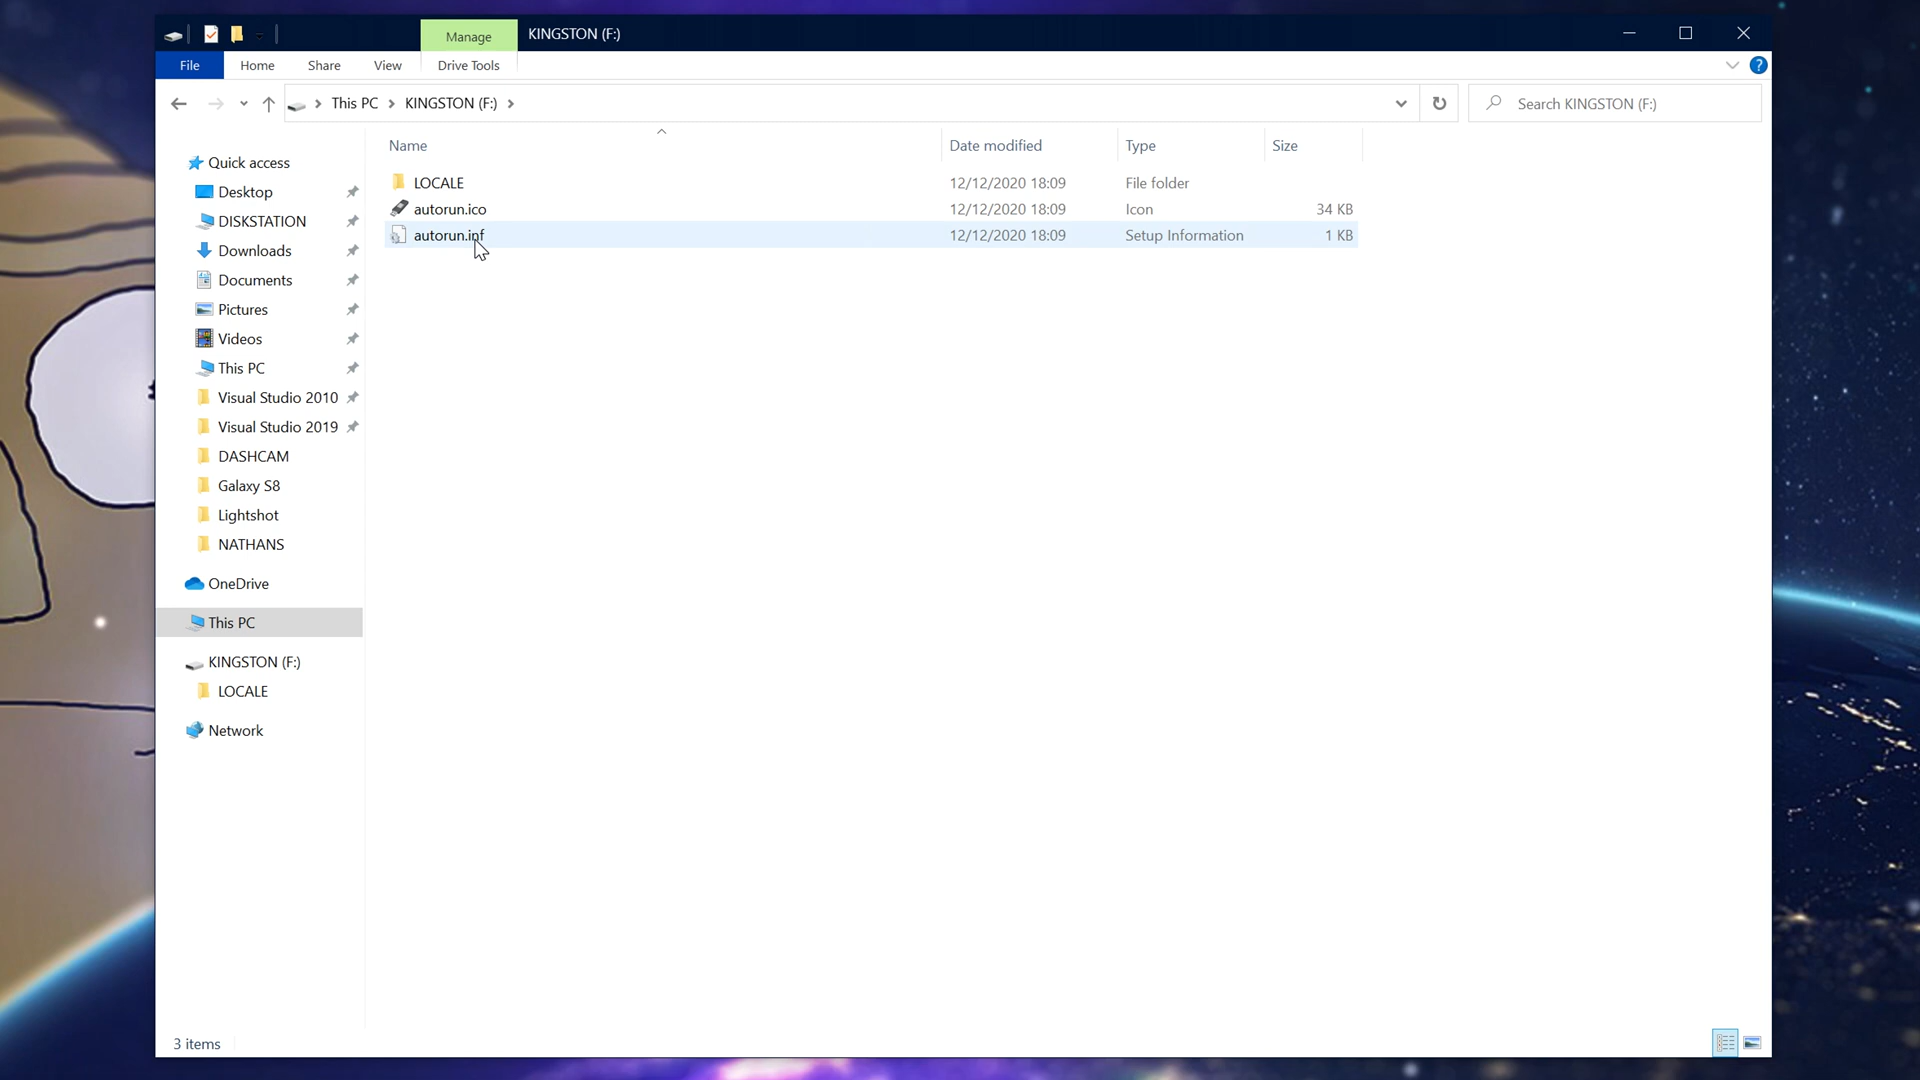 Manage KINGSTON (F:)
File Home Share View Drive Tools ?
This PC KINGSTON (F:) Search KINGSTON (F:)
Name Date modified Type Size
LOCALE 12/12/2020 18:09 File folder
autorun.ico 12/12/2020 18:09 Icon 34 KB
autorun.inf 12/12/2020 18:09 Setup Information 1 KB
Quick access
Desktop
DISKSTATION
Downloads
Documents
Pictures
Videos
This PC
Visual Studio 2010
Visual Studio 2019
DASHCAM
Galaxy S8
Lightshot
NATHANS
OneDrive
This PC
KINGSTON (F:)
LOCALE
Network
3 items